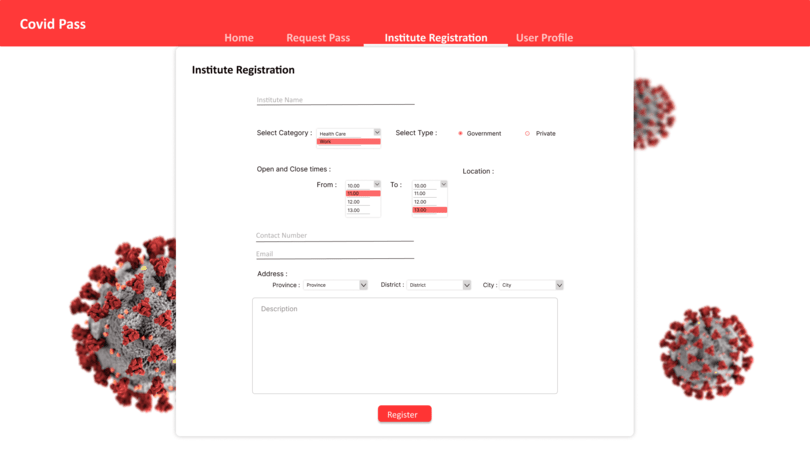 Covid Pass
Home Request Pass Institute Registration User Profile
Institute Registration
Institute Name
Select Category : Health Care Select Type : Government Private
Work
Open and Close times :
Location :
From : 10.00 To : 10.00
11.00 11.00
12.00 12.00
13.00 13.00
Contact Number
Email
Address :
Province : Province District : District City : City
Description
Register